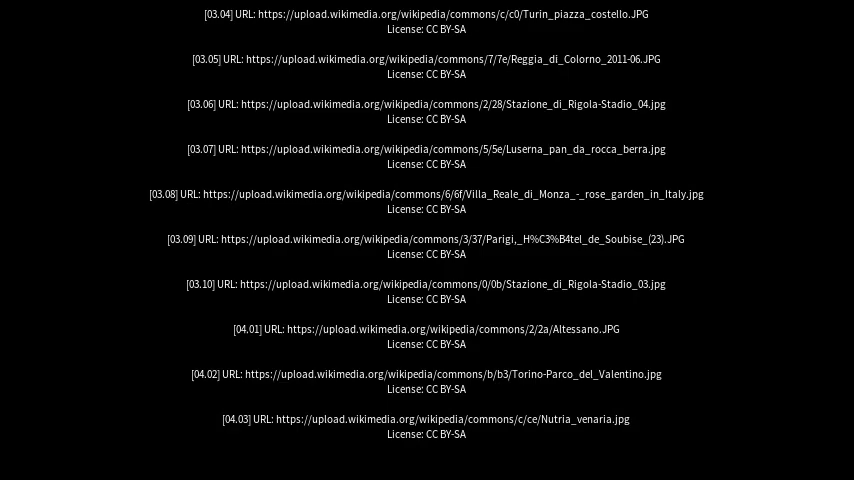 [03.04] URL: https://upload.wikimedia.org/wikipedia/commons/c/c0/Turin_piazza_costello.JPG
License: CC BY-SA
[03.05] URL: https://upload.wikimedia.org/wikipedia/commons/7/7e/Reggia_di_Colorno_2011-06.JPG
License: CC BY-SA
[03.06] URL: https://upload.wikimedia.org/wikipedia/commons/2/28/Stazione_di_Rigola-Stadio_04.jpg
License: CC BY-SA
[03.07] URL: https://upload.wikimedia.org/wikipedia/commons/5/5e/Luserna_pan_da_rocca_berra.jpg
License: CC BY-SA
[03.08] URL: https://upload.wikimedia.org/wikipedia/commons/6/6f/Villa_Reale_di_Monza_-_rose_garden_in_Italy.jpg
License: CC BY-SA
[03.09] URL: https://upload.wikimedia.org/wikipedia/commons/3/37/Parigi,_H%C3%B4tel_de_Soubise_(23).JPG
License: CC BY-SA
[03.10] URL: https://upload.wikimedia.org/wikipedia/commons/0/0b/Stazione_di_Rigola-Stadio_03.jpg
License: CC BY-SA
[04.01] URL: https://upload.wikimedia.org/wikipedia/commons/2/2a/Altessano.JPG
License: CC BY-SA
[04.02] URL: https://upload.wikimedia.org/wikipedia/commons/b/b3/Torino-Parco_del_Valentino.jpg
License: CC BY-SA
[04.03] URL: https://upload.wikimedia.org/wikipedia/commons/c/ce/Nutria_venaria.jpg
License: CC BY-SA